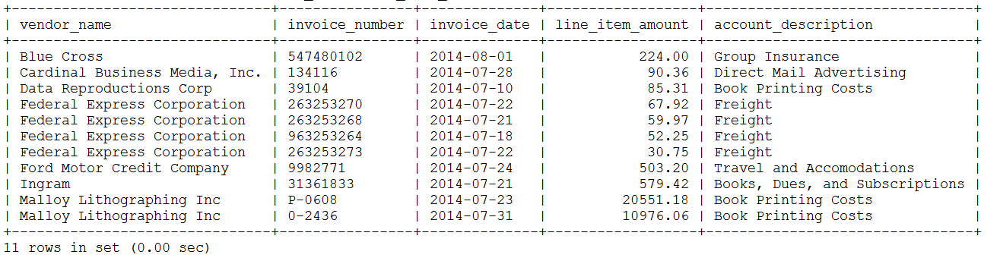 +---------------------------------+----------------+--------------+------------------+--------------------------------+
| vendor_name                     | invoice_number | invoice_date | line_item_amount | account_description            |
+---------------------------------+----------------+--------------+------------------+--------------------------------+
| Blue Cross                      | 547480102      | 2014-08-01   |           224.00 | Group Insurance                |
| Cardinal Business Media, Inc.   | 134116         | 2014-07-28   |            90.36 | Direct Mail Advertising        |
| Data Reproductions Corp         | 39104          | 2014-07-10   |            85.31 | Book Printing Costs            |
| Federal Express Corporation     | 263253270      | 2014-07-22   |            67.92 | Freight                        |
| Federal Express Corporation     | 263253268      | 2014-07-21   |            59.97 | Freight                        |
| Federal Express Corporation     | 963253264      | 2014-07-18   |            52.25 | Freight                        |
| Federal Express Corporation     | 263253273      | 2014-07-22   |            30.75 | Freight                        |
| Ford Motor Credit Company       | 9982771        | 2014-07-24   |           503.20 | Travel and Accomodations       |
| Ingram                          | 31361833       | 2014-07-21   |           579.42 | Books, Dues, and Subscriptions |
| Malloy Lithographing Inc        | P-0608         | 2014-07-23   |         20551.18 | Book Printing Costs            |
| Malloy Lithographing Inc        | 0-2436         | 2014-07-31   |         10976.06 | Book Printing Costs            |
+---------------------------------+----------------+--------------+------------------+--------------------------------+
11 rows in set (0.00 sec)